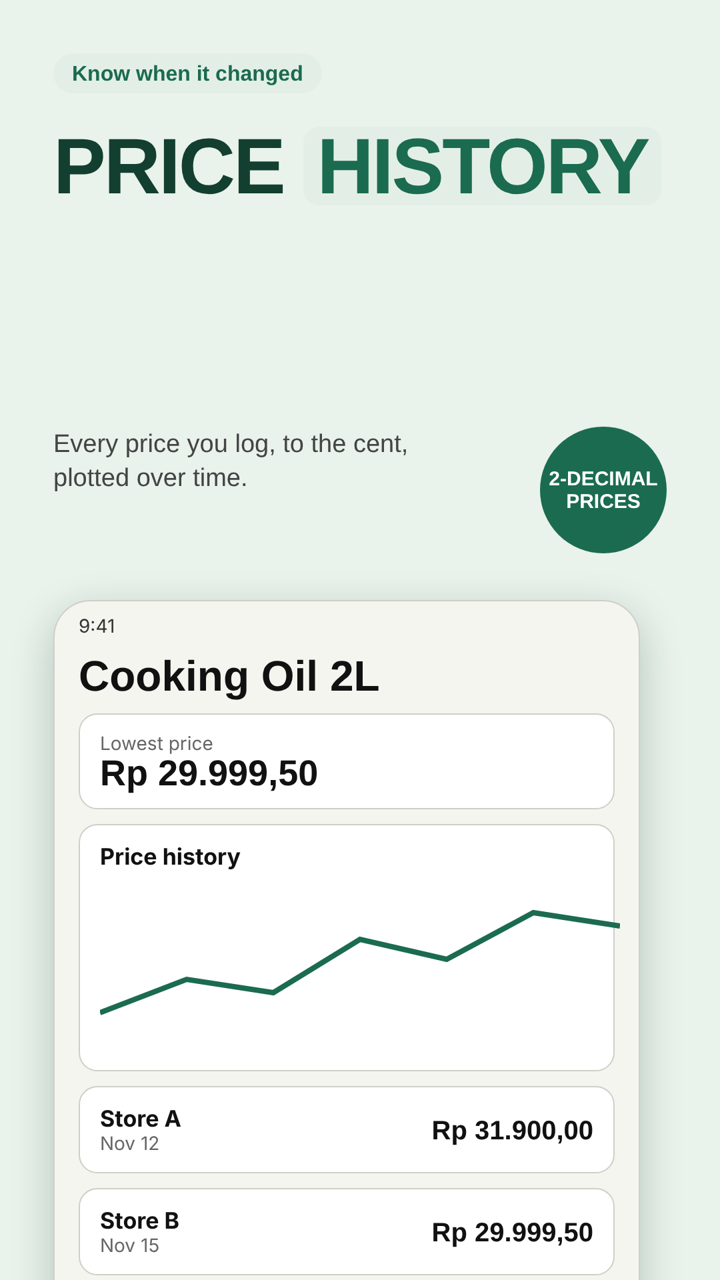 Know when it changed
PRICE HISTORY
Every price you log, to the cent,
plotted over time.
2-DECIMAL
PRICES
9:41
Cooking Oil 2L
Lowest price
Rp 29.999,50
Price history
Store A
Nov 12
Rp 31.900,00
Store B
Nov 15
Rp 29.999,50